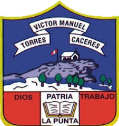 VICTOR MANUEL
TORRES CACERES
DIOS PATRIA TRABAJO
LA PUNTA